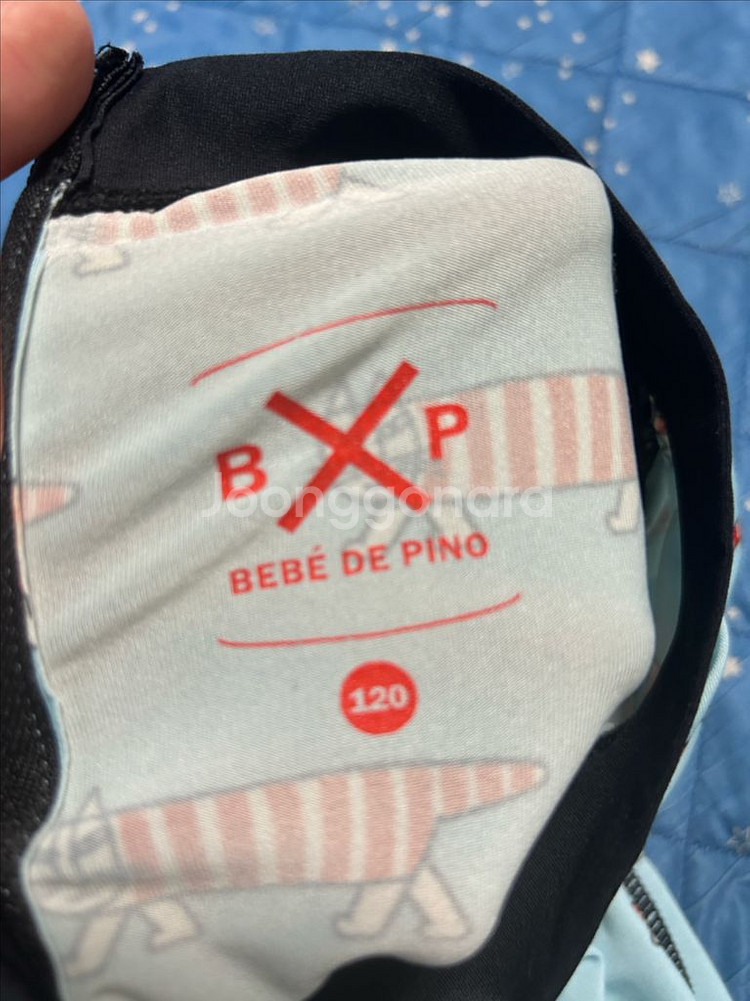 B X P
Joonggonara
BEBÉ DE PINO
120